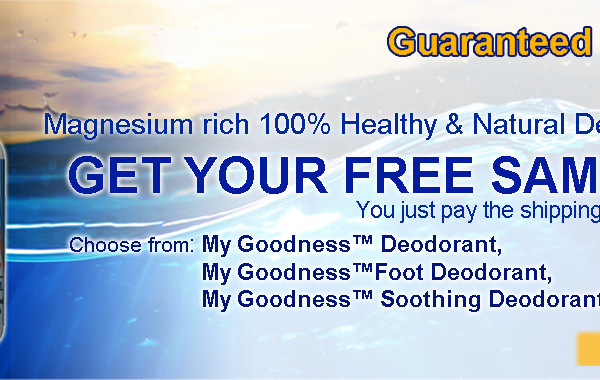 Guaranteed
Magnesium rich 100% Healthy & Natural De
GET YOUR FREE SAM
You just pay the shipping
Choose from: My Goodness™ Deodorant,
My Goodness™Foot Deodorant,
My Goodness™ Soothing Deodorant